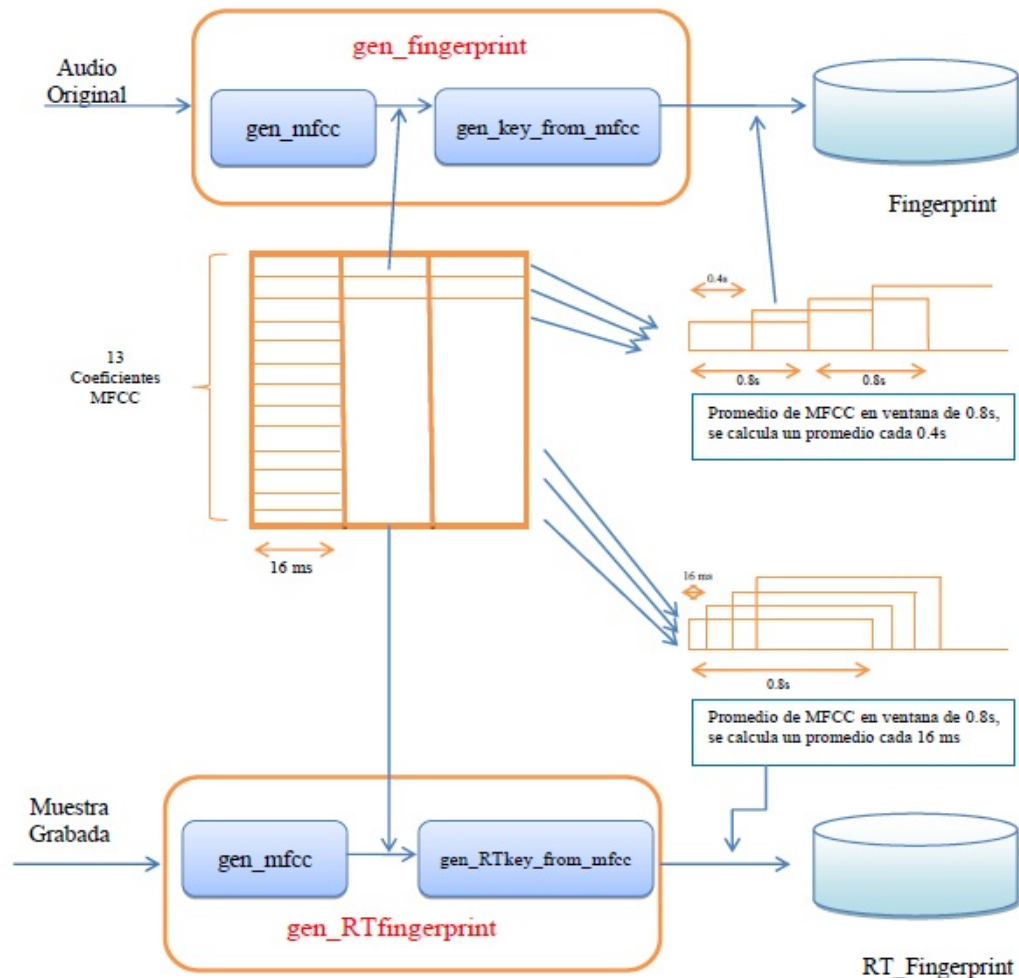 gen_fingerprint
Audio
Original
gen_mfcc
gen_key_from_mfcc
Fingerprint
0.4s
13
Coeficientes
MFCC
0.8s
0.8s
Promedio de MFCC en ventana de 0.8s,
se calcula un promedio cada 0.4s
16 ms
16 ms
0.8s
Promedio de MFCC en ventana de 0.8s,
se calcula un promedio cada 16 ms
Muestra
Grabada
gen_mfcc
gen_RTkey_from_mfcc
gen_RTfingerprint
RT_Fingerprint